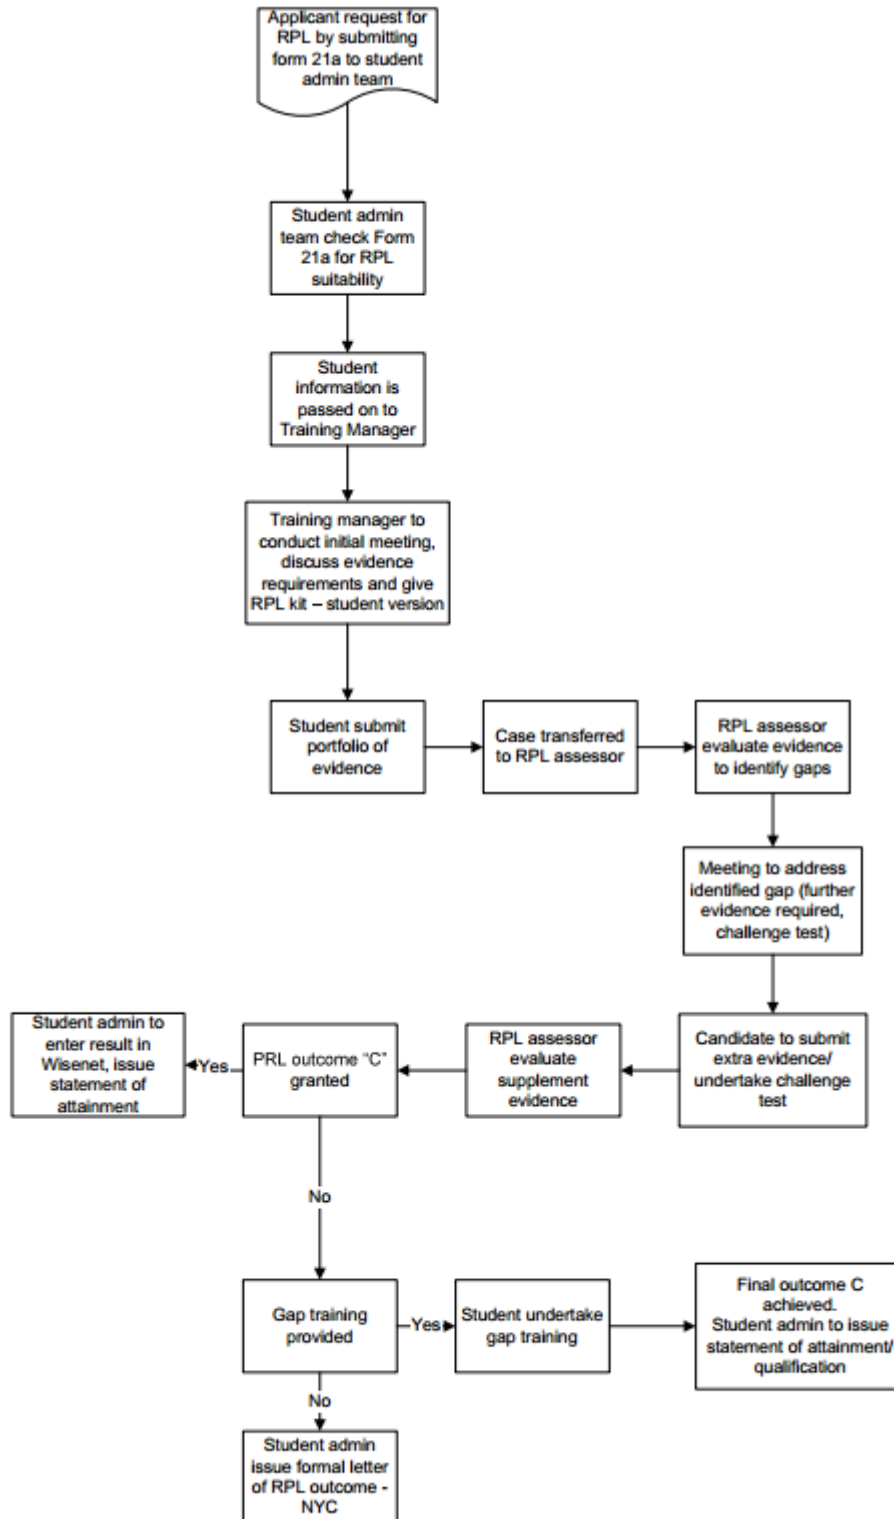 Applicant request for
RPL by submitting
form 21a to student
admin team
Student admin
team check Form
21a for RPL
suitability
Student
information is
passed on to
Training Manager
Training manager to
conduct initial meeting,
discuss evidence
requirements and give
RPL kit – student version
Student submit
portfolio of
evidence
Case transferred
to RPL assessor
RPL assessor
evaluate evidence
to identify gaps
Meeting to address
identified gap (further
evidence required,
challenge test)
Candidate to submit
extra evidence/
undertake challenge
test
RPL assessor
evaluate
supplement
evidence
PRL outcome “C”
granted
Yes
Student admin to
enter result in
Wisenet, issue
statement of
attainment
No
Gap training
provided
Yes
Student undertake
gap training
Final outcome C
achieved.
Student admin to issue
statement of attainment/
qualification
No
Student admin
issue formal letter
of RPL outcome -
NYC